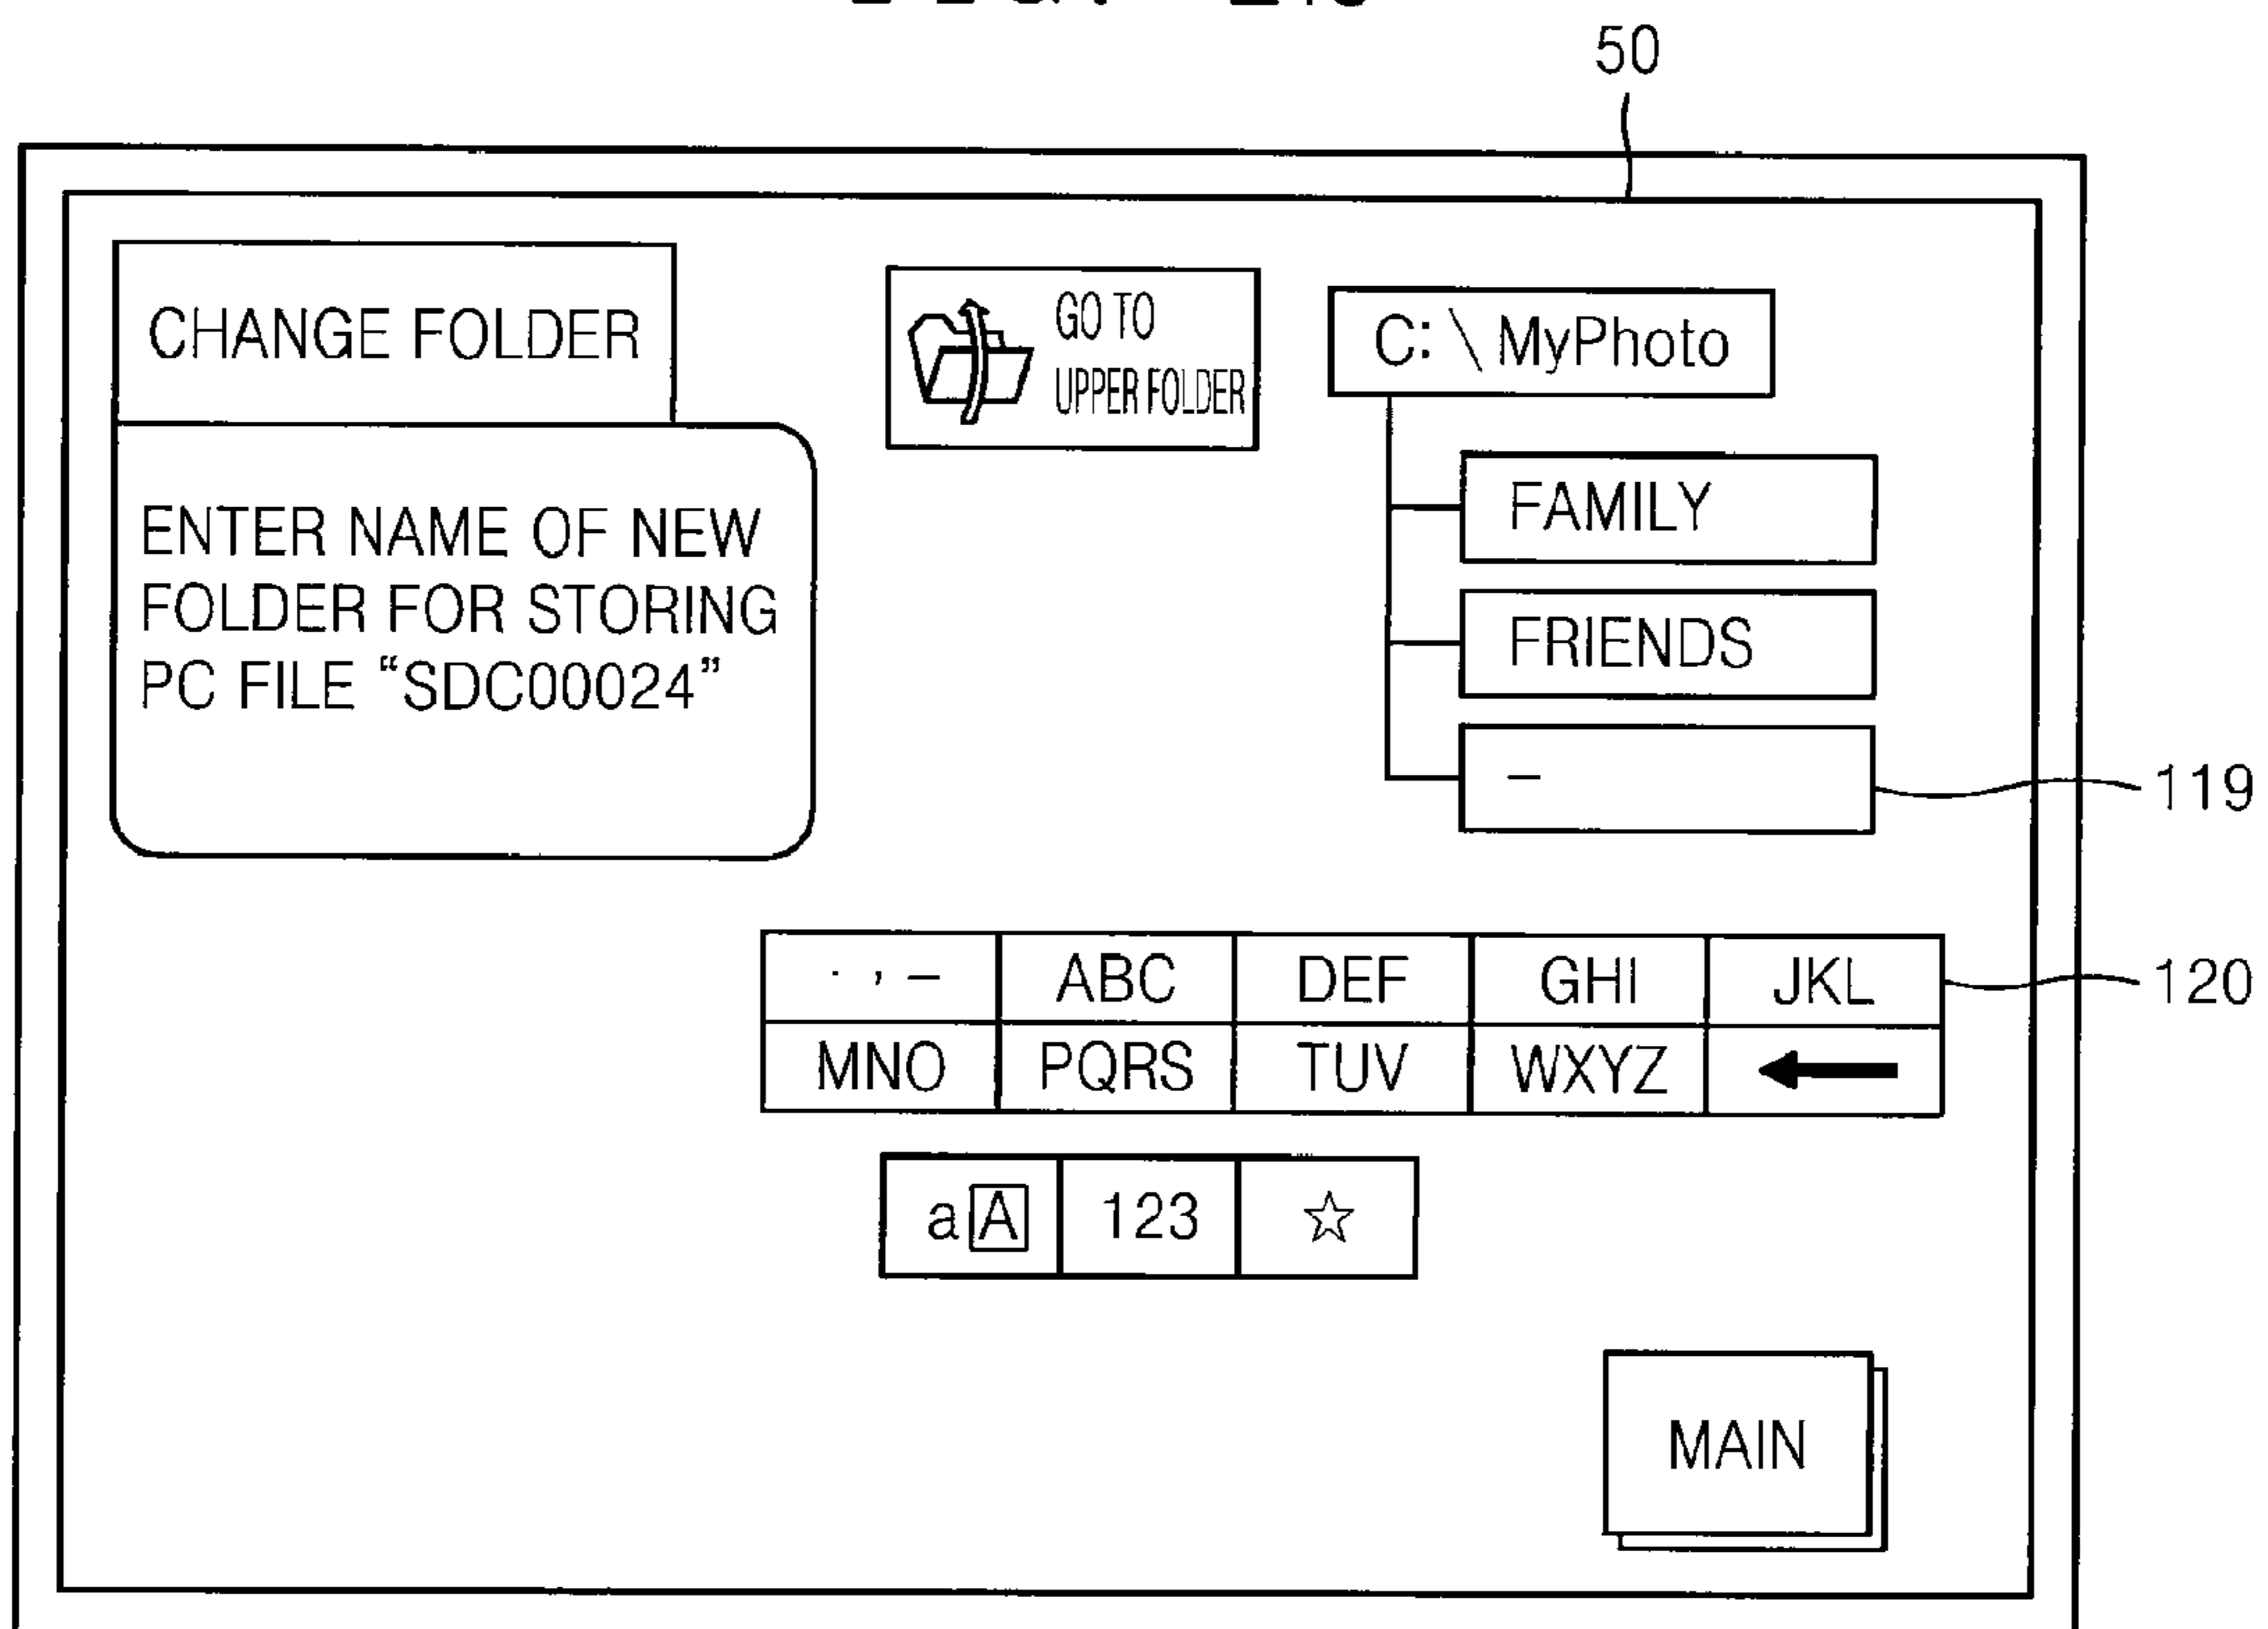 50
CHANGE FOLDER
GO TO
UPPER FOLDER
C:\MyPhoto
ENTER NAME OF NEW
FOLDER FOR STORING
PC FILE “SDC00024”
FAMILY
FRIENDS
–
119
. , – ABC DEF GHI JKL
120
MNO PQRS TUV WXYZ
aA 123 ☆
MAIN